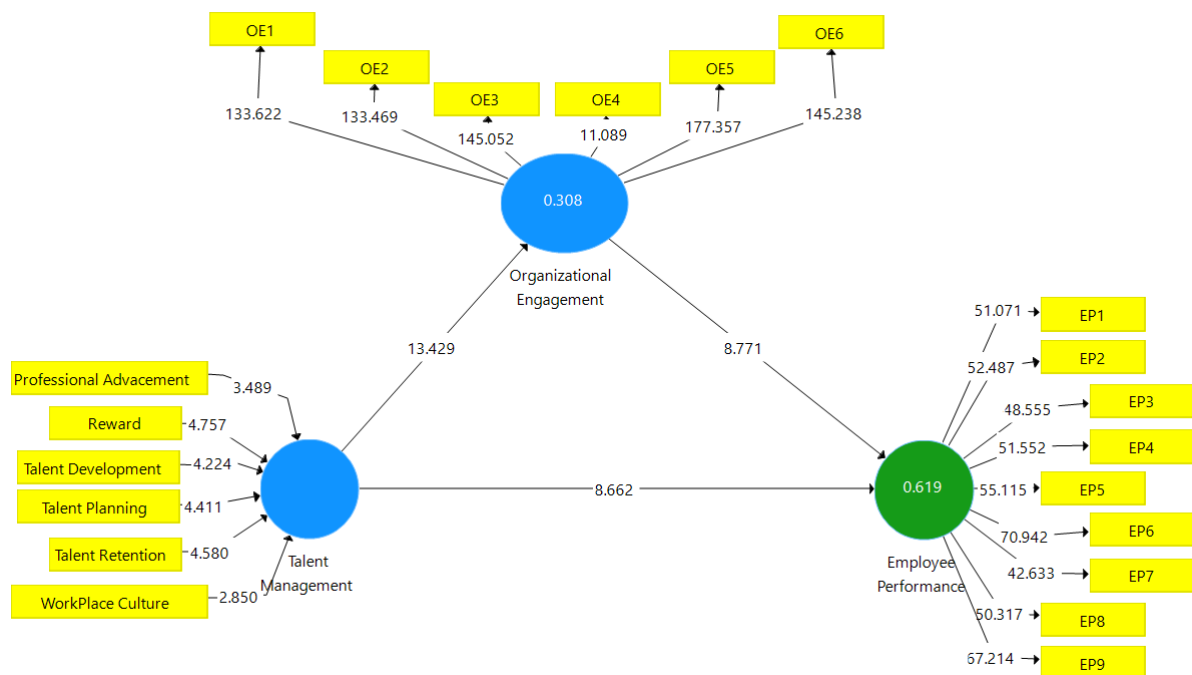 OE1
OE2
OE3
OE4
OE5
OE6
133.622
133.469
145.052
11.089
177.357
145.238
0.308
Organizational
Engagement
13.429
8.771
Professional Advacement
3.489
Reward
4.757
Talent Development
4.224
Talent Planning
4.411
Talent Retention
4.580
WorkPlace Culture
2.850
Talent
Management
8.662
0.619
Employee
Performance
51.071
EP1
52.487
EP2
48.555
EP3
51.552
EP4
55.115
EP5
70.942
EP6
42.633
EP7
50.317
EP8
67.214
EP9